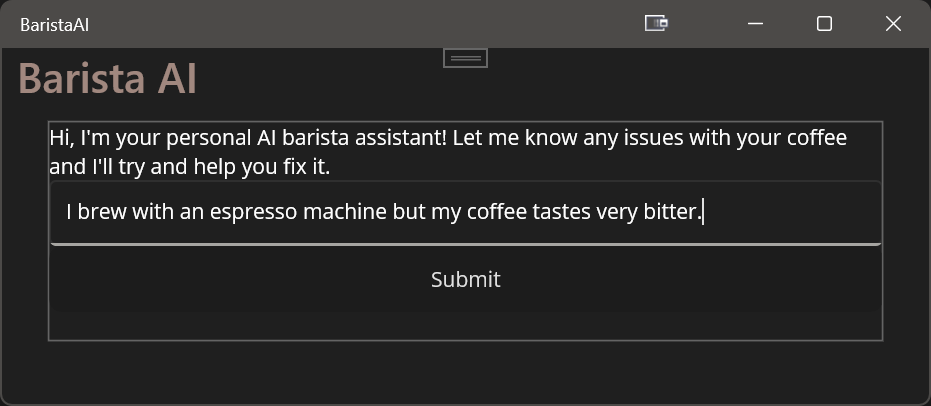 BaristaAI
Barista AI
Hi, I'm your personal AI barista assistant! Let me know any issues with your coffee
and I'll try and help you fix it.
I brew with an espresso machine but my coffee tastes very bitter.
Submit